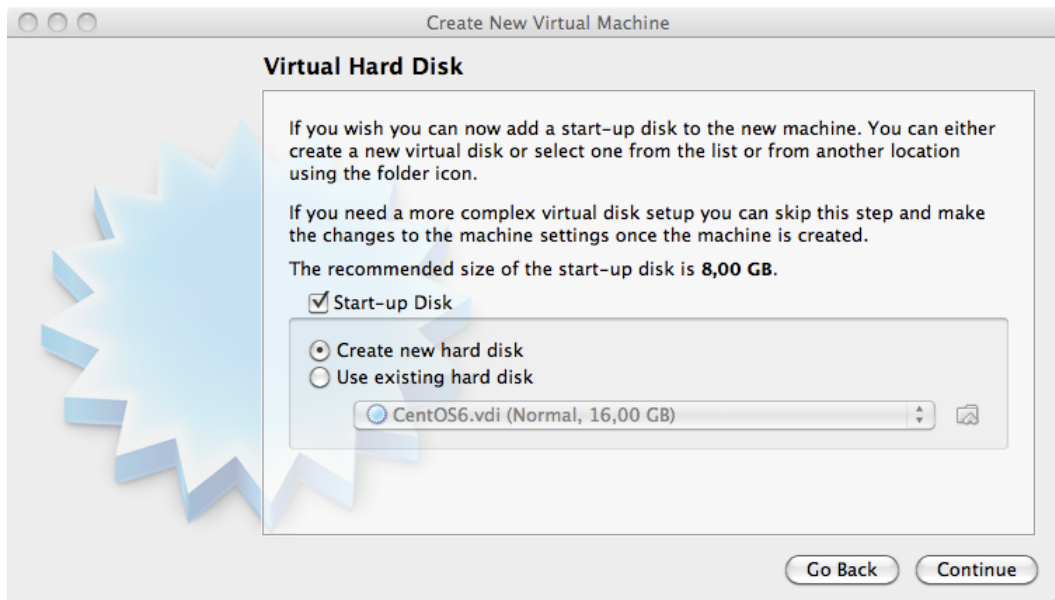 Create New Virtual Machine
Virtual Hard Disk
If you wish you can now add a start-up disk to the new machine. You can either
create a new virtual disk or select one from the list or from another location
using the folder icon.
If you need a more complex virtual disk setup you can skip this step and make
the changes to the machine settings once the machine is created.
The recommended size of the start-up disk is 8,00 GB.
Start-up Disk
Create new hard disk
Use existing hard disk
CentOS6.vdi (Normal, 16,00 GB)
Go Back
Continue